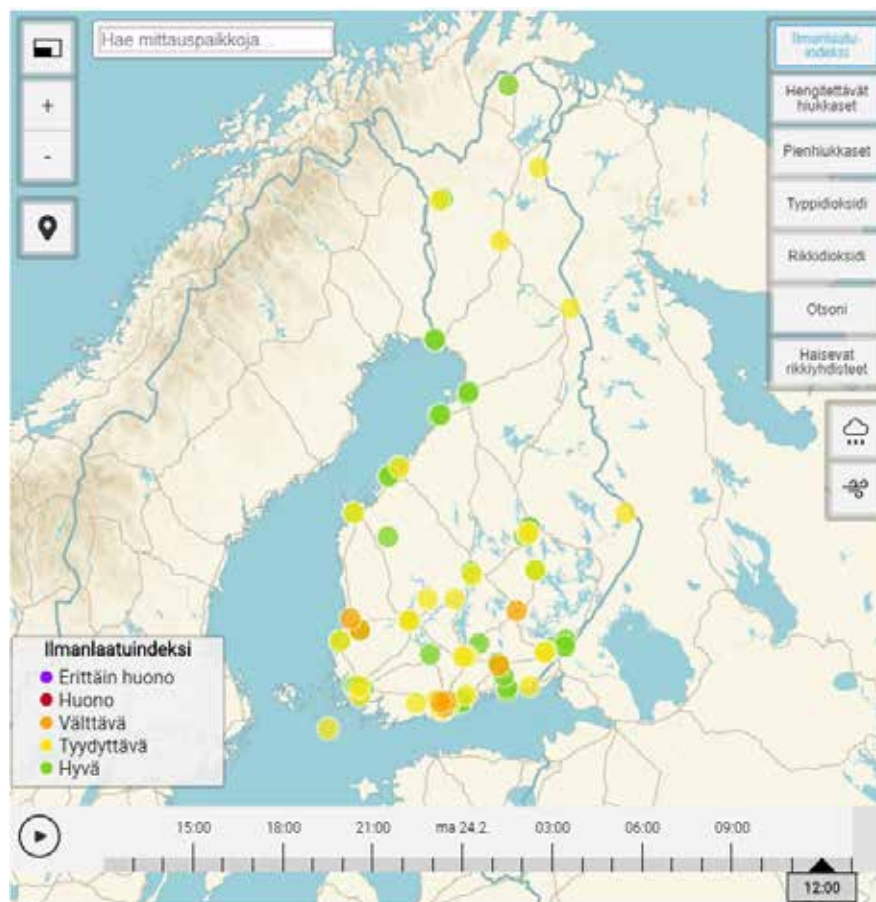 Hae mittauspaikkoja...
+
-
Ilmanlaatu-
indeksi
Hengitettävät
hiukkaset
Pienhiukkaset
Typpidioksidi
Rikkidioksidi
Otsoni
Haisevat
rikkiyhdisteet
Ilmanlaatuindeksi
Erittäin huono
Huono
Välttävä
Tyydyttävä
Hyvä
15:00 18:00 21:00 ma 24.2. 03:00 06:00 09:00
12:00